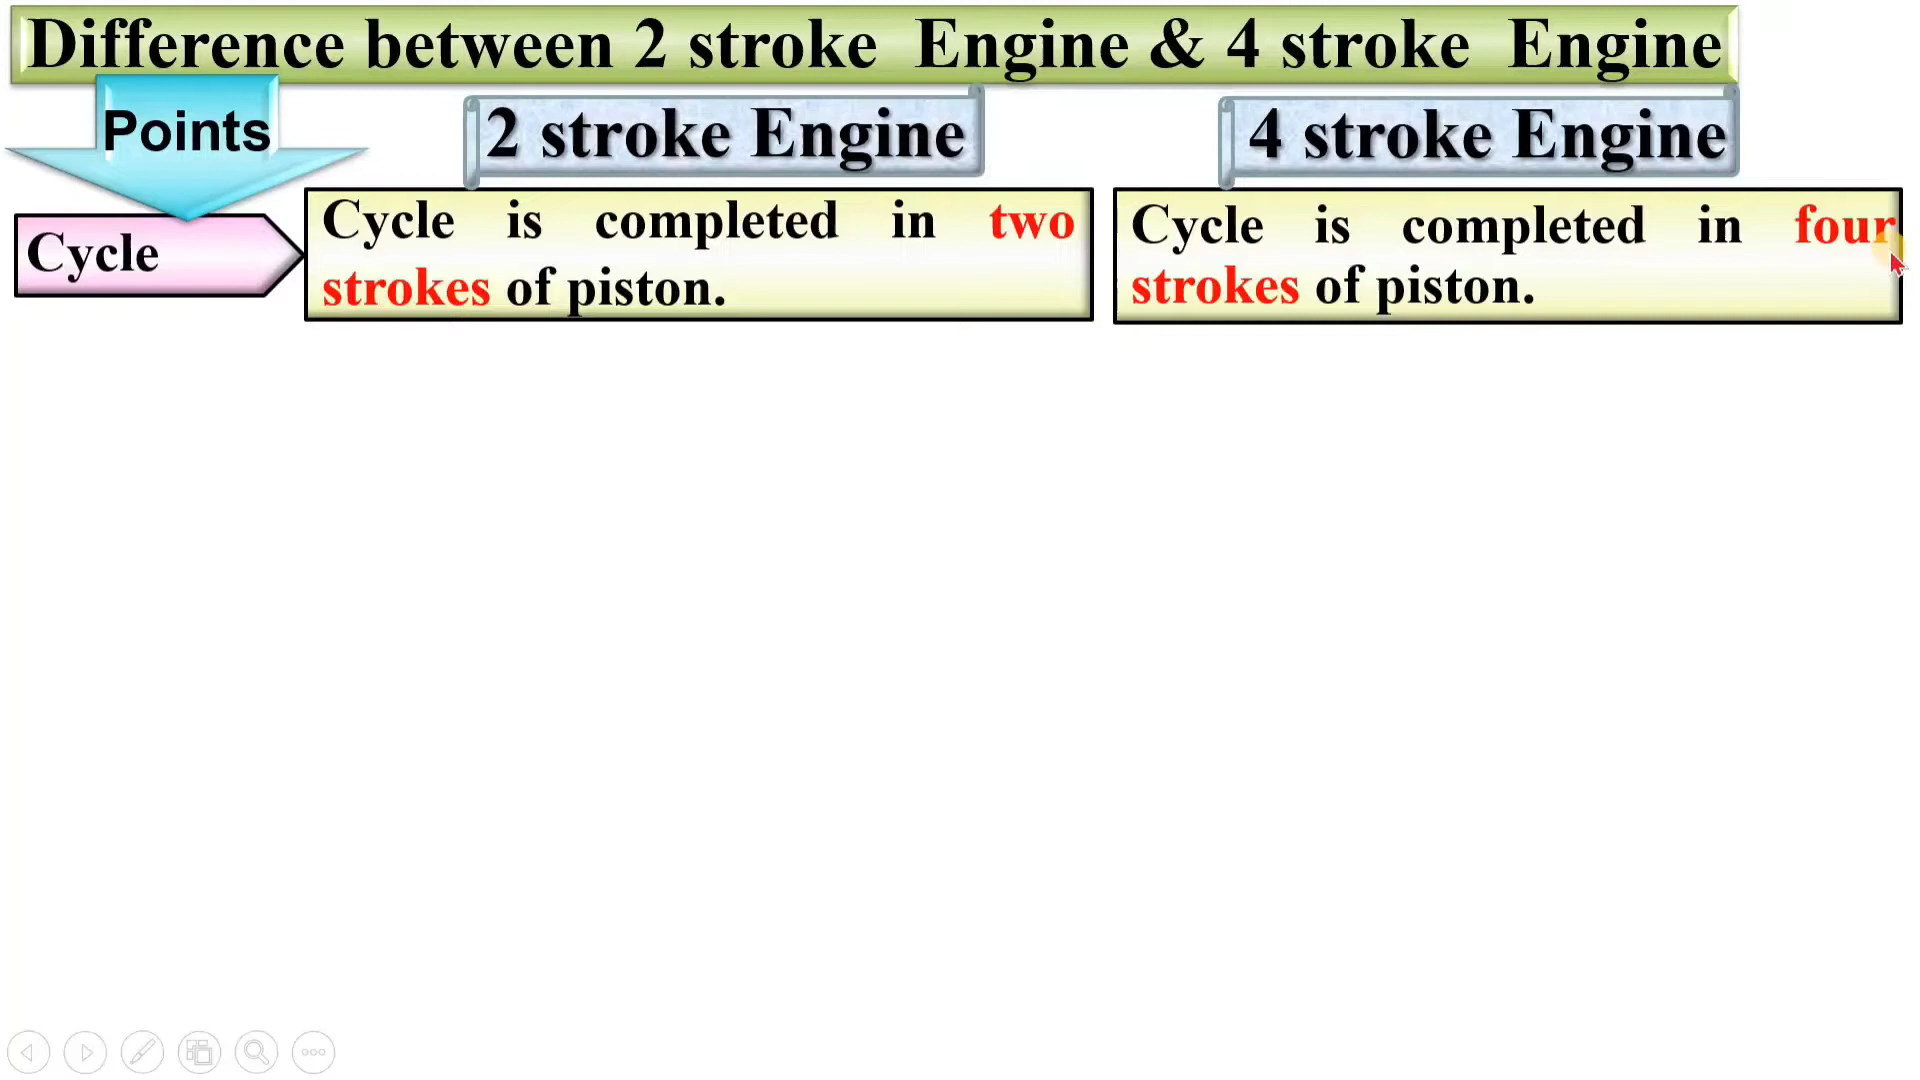 Difference between 2 stroke Engine & 4 stroke Engine
Points
2 stroke Engine
4 stroke Engine
Cycle
Cycle is completed in two
strokes of piston.
Cycle is completed in four
strokes of piston.